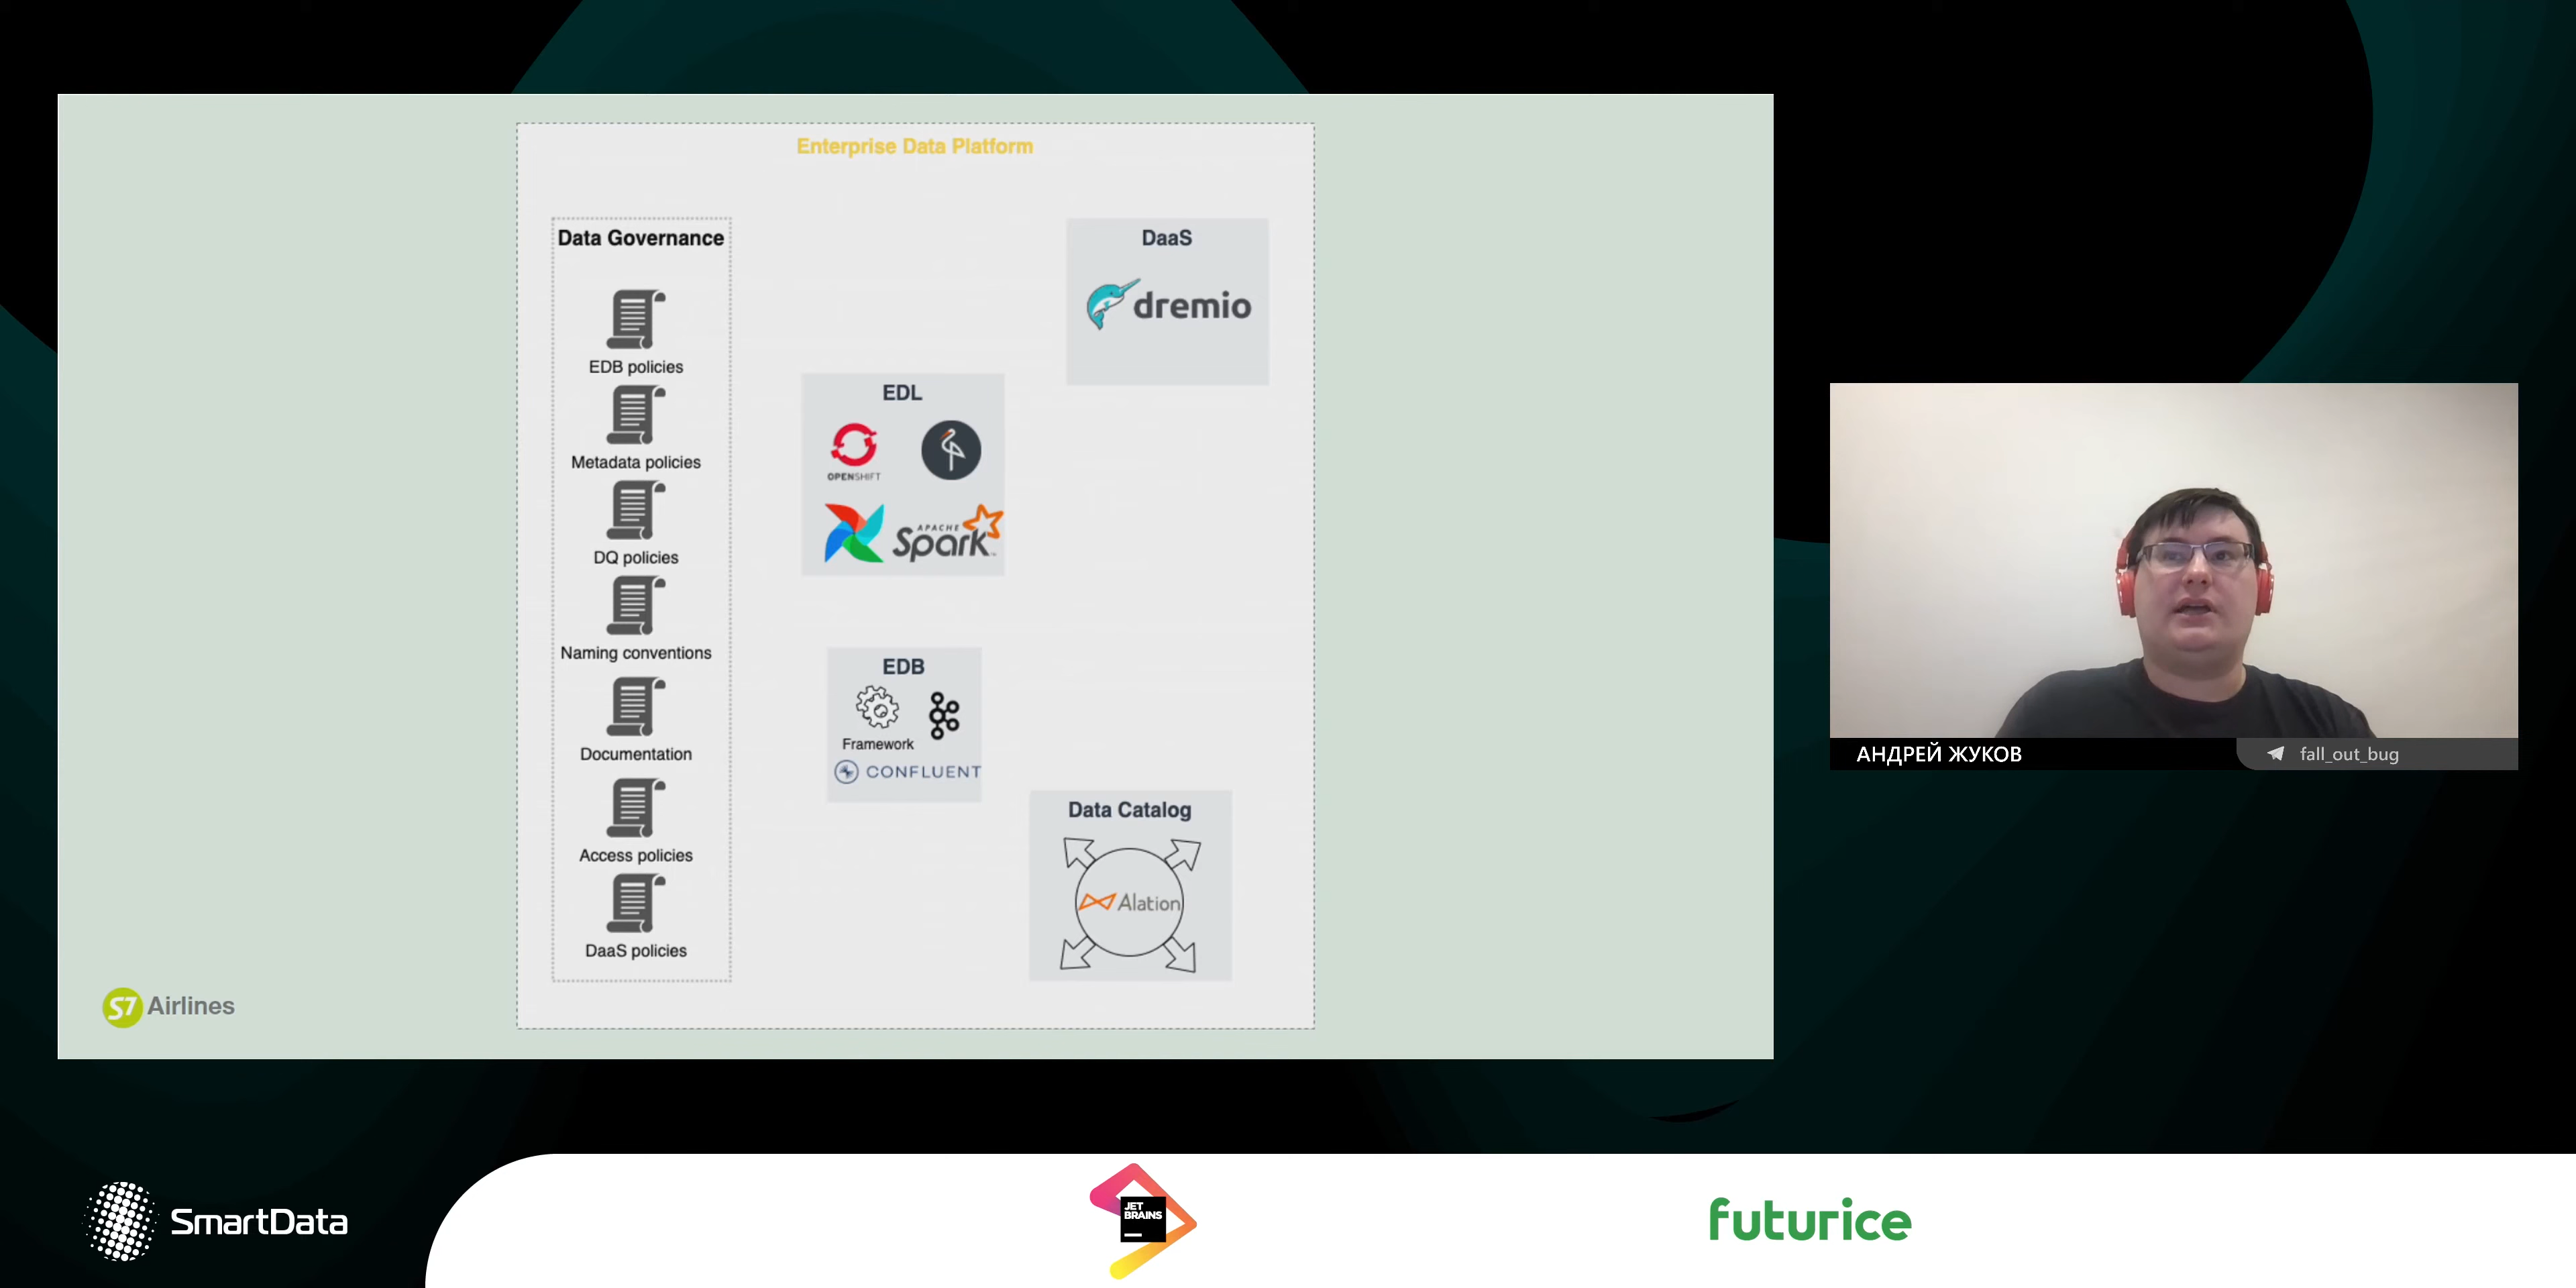 Enterprise Data Platform
Data Governance
EDB policies
Metadata policies
DQ policies
Naming conventions
Documentation
Access policies
DaaS policies
DaaS
dremio
EDL
OPENSHIFT
APACHE
Spark™
EDB
Framework
CONFLUENT
Data Catalog
Alation
S7 Airlines
АНДРЕЙ ЖУКОВ
fall_out_bug
SmartData
JET
BRAINS
futurice